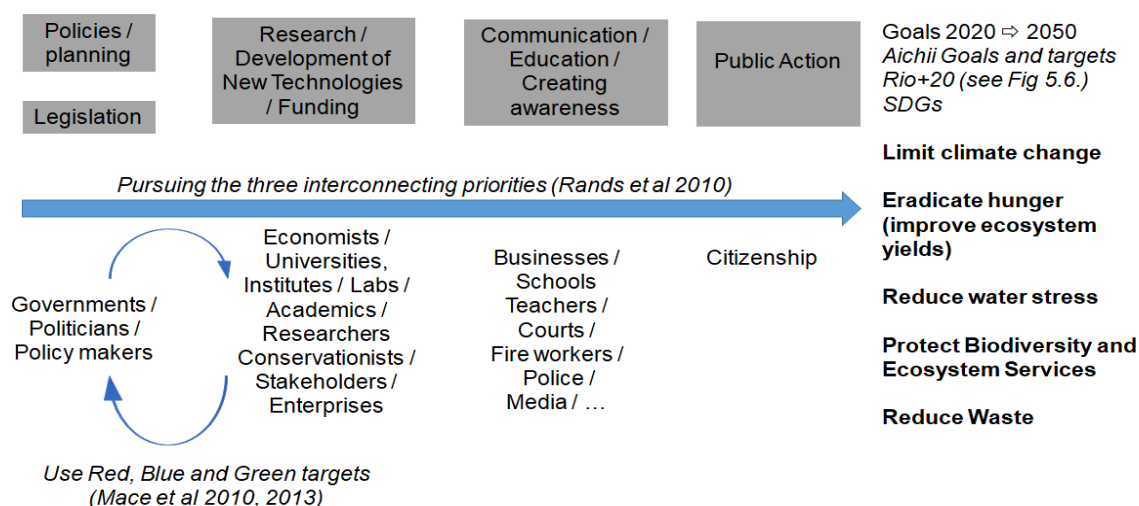 Policies /
planning
Legislation
Research /
Development of
New Technologies
/ Funding
Communication /
Education /
Creating
awareness
Public Action
Goals 2020 ⇨ 2050
Aichii Goals and targets
Rio+20 (see Fig 5.6.)
SDGs
Limit climate change
Eradicate hunger
(improve ecosystem
yields)
Reduce water stress
Protect Biodiversity and
Ecosystem Services
Reduce Waste
Pursuing the three interconnecting priorities (Rands et al 2010)
Governments /
Politicians /
Policy makers
Economists /
Universities,
Institutes / Labs /
Academics /
Researchers
Conservationists /
Stakeholders /
Enterprises
Businesses /
Schools
Teachers /
Courts /
Fire workers /
Police /
Media / …
Citizenship
Use Red, Blue and Green targets
(Mace et al 2010, 2013)